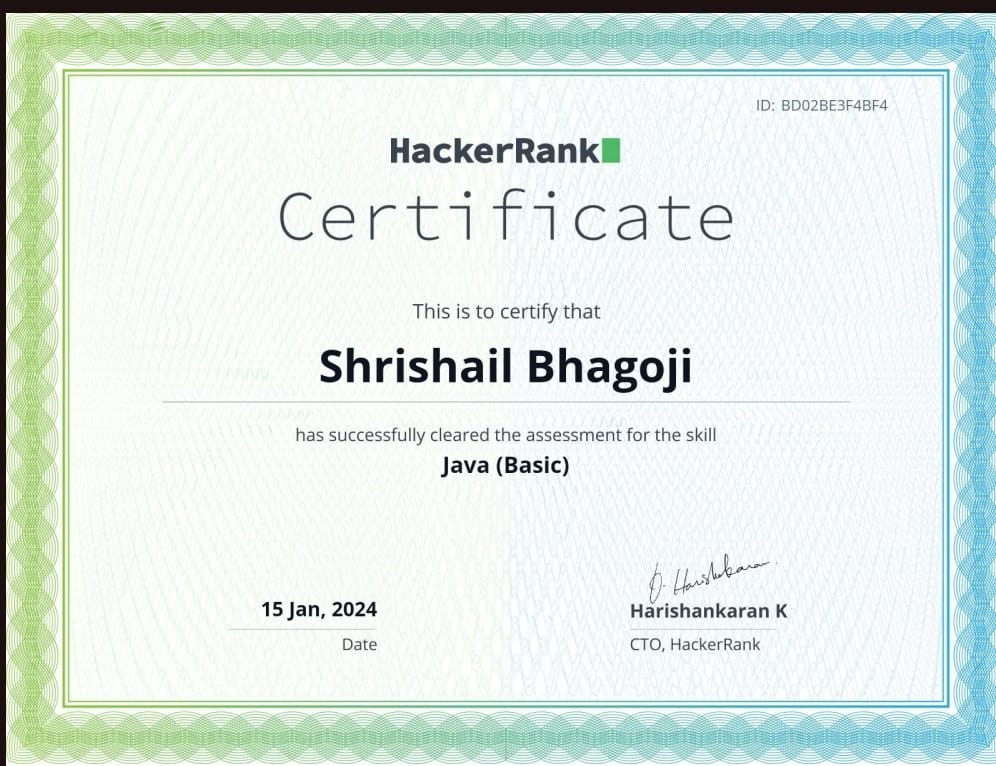 ID: BD02BE3F4BF4
HackerRank
Certificate
This is to certify that
Shrishail Bhagoji
has successfully cleared the assessment for the skill
Java (Basic)
15 Jan, 2024
Date
Harishankaran K
CTO, HackerRank